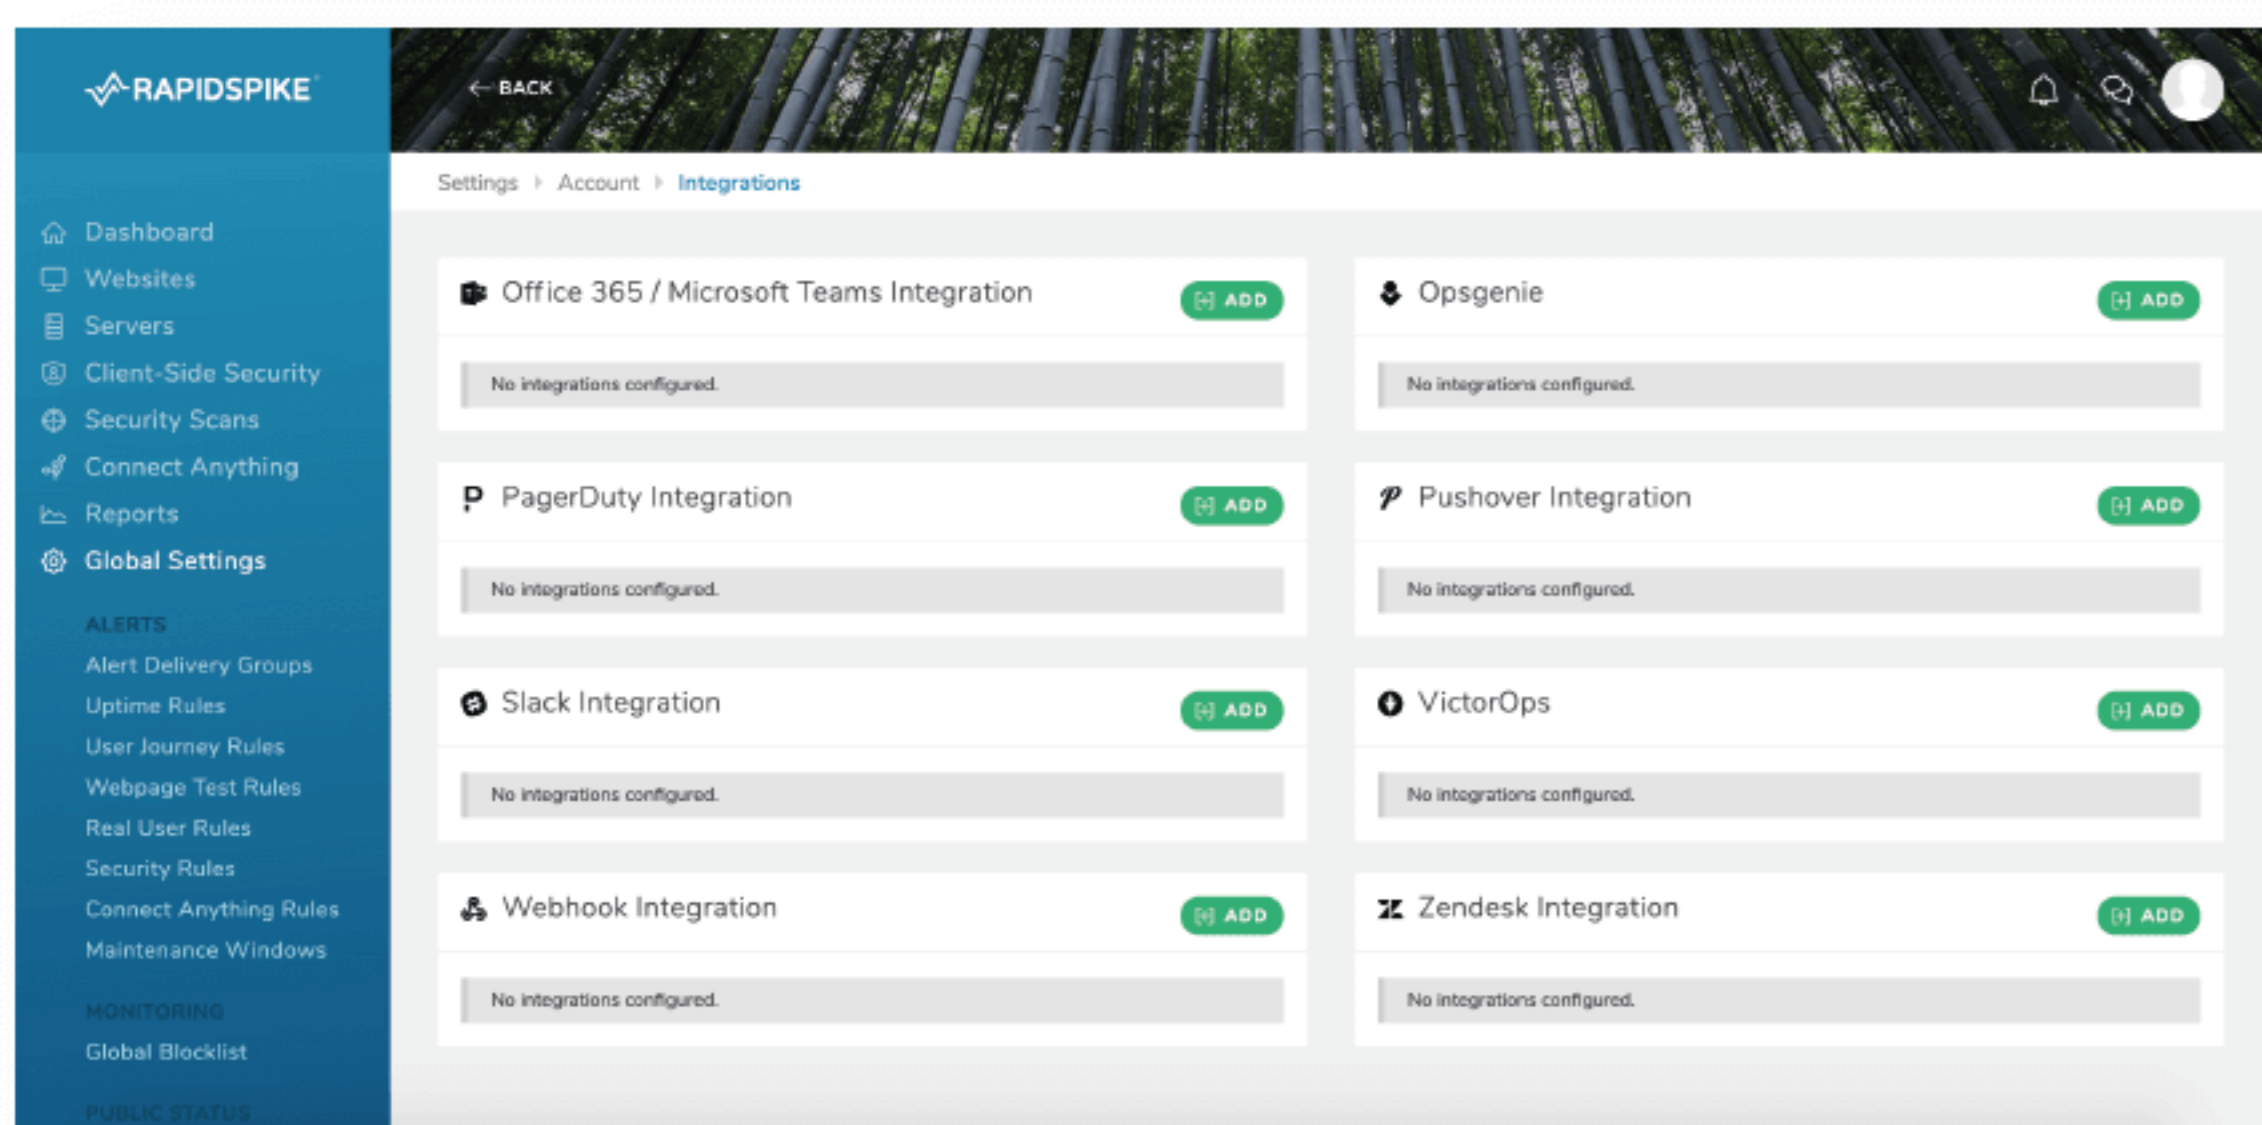 RAPIDSPIKE
← BACK
Settings
Account
Integrations
Dashboard
Websites
Servers
Client-Side Security
Security Scans
Connect Anything
Reports
Global Settings
ALERTS
Alert Delivery Groups
Uptime Rules
User Journey Rules
Webpage Test Rules
Real User Rules
Security Rules
Connect Anything Rules
Maintenance Windows
MONITORING
Global Blocklist
PUBLIC STATUS
Office 365 / Microsoft Teams Integration
[+] ADD
No integrations configured.
Opsgenie
[+] ADD
No integrations configured.
PagerDuty Integration
[+] ADD
No integrations configured.
Pushover Integration
[+] ADD
No integrations configured.
Slack Integration
[+] ADD
No integrations configured.
VictorOps
[+] ADD
No integrations configured.
Webhook Integration
[+] ADD
No integrations configured.
Zendesk Integration
[+] ADD
No integrations configured.